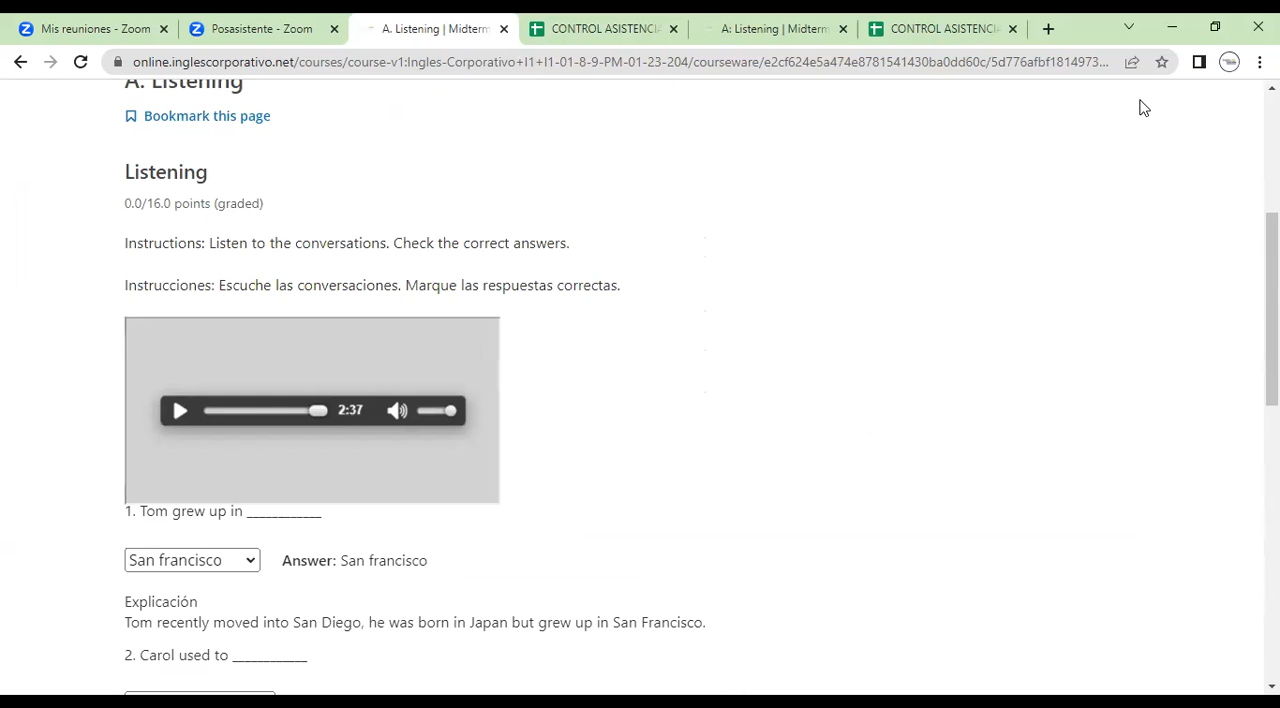 Mis reuniones - Zoom
Posasistente - Zoom
A. Listening | Midterm
CONTROL ASISTENCIA
A: Listening | Midterm
CONTROL ASISTENCIA
online.inglescorporativo.net/courses/course-v1:Ingles-Corporativo+I1+I1-01-8-9-PM-01-23-204/courseware/e2cf624e5a474e8781541430ba0dd60c/5d776afbf1814973...
A. Listening
Bookmark this page
Listening
0.0/16.0 points (graded)
Instructions: Listen to the conversations. Check the correct answers.
Instrucciones: Escuche las conversaciones. Marque las respuestas correctas.
2:37
1. Tom grew up in ____________
San francisco
Answer: San francisco
Explicación
Tom recently moved into San Diego, he was born in Japan but grew up in San Francisco.
2. Carol used to ____________